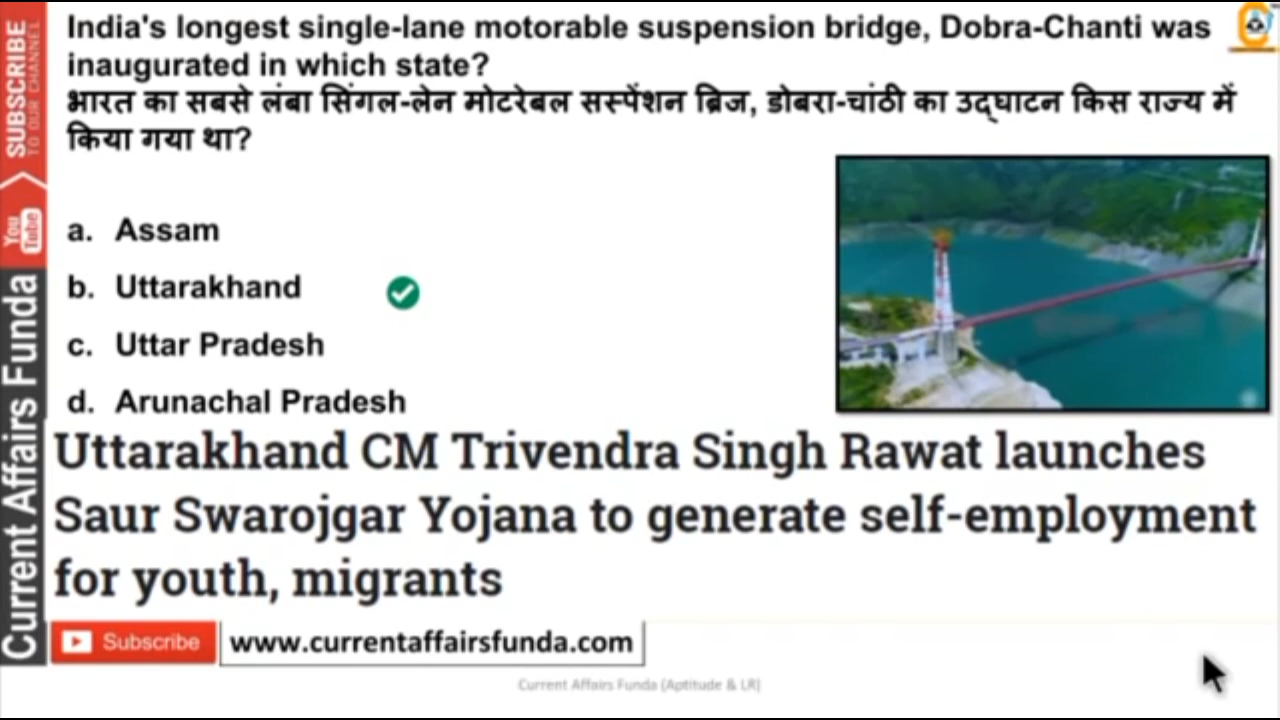 India's longest single-lane motorable suspension bridge, Dobra-Chanti was
inaugurated in which state?
भारत का सबसे लंबा सिंगल-लेन मोटरेबल सस्पेंशन ब्रिज, डोबरा-चांठी का उद्घाटन किस राज्य में
किया गया था?
a. Assam
b. Uttarakhand
c. Uttar Pradesh
d. Arunachal Pradesh
Uttarakhand CM Trivendra Singh Rawat launches
Saur Swarojgar Yojana to generate self-employment
for youth, migrants
Subscribe www.currentaffairsfunda.com
Current Affairs Funda (Aptitude & LR)
SUBSCRIBE
TO OUR CHANNEL
You
Tube
Current Affairs Funda